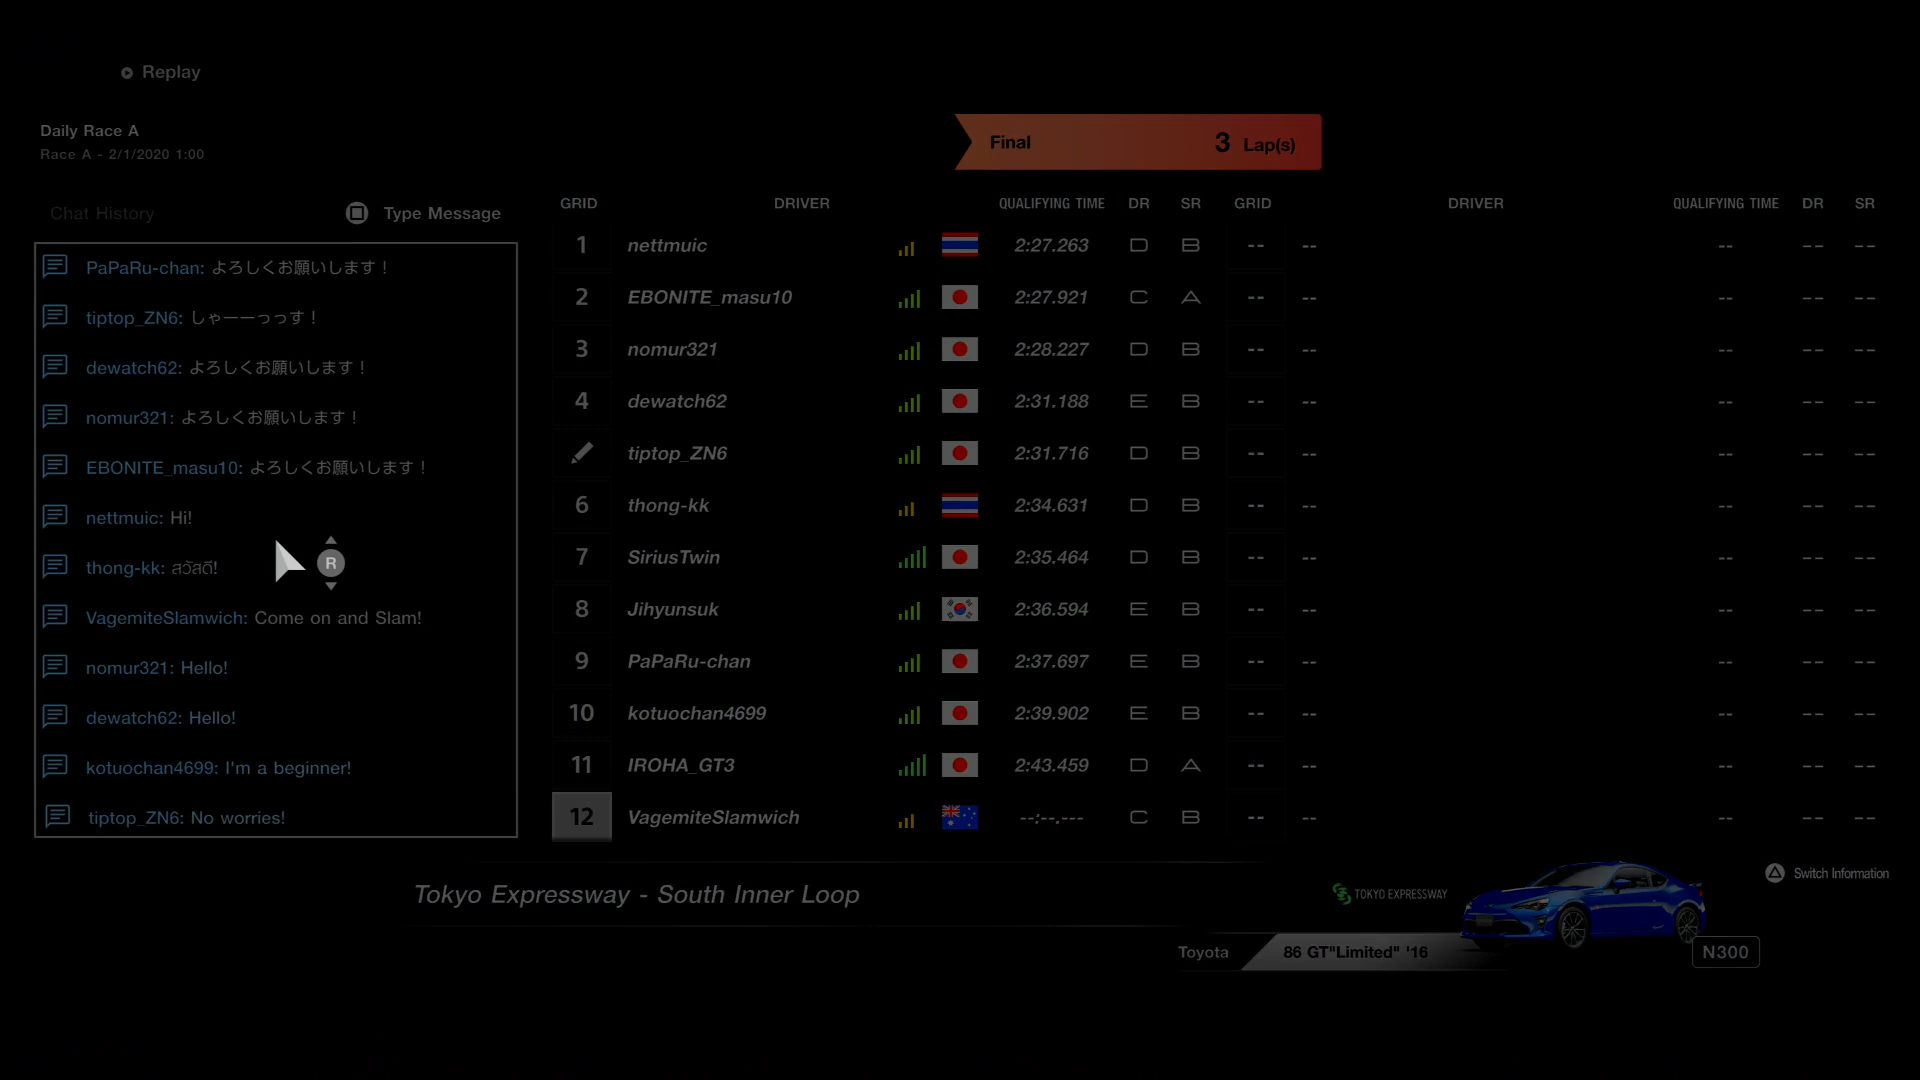 Replay
Daily Race A
Race A - 2/1/2020 1:00
Final 3 Lap(s)
Chat History Type Message
PaPaRu-chan: よろしくお願いします！
tiptop_ZN6: しゃーーっっす！
dewatch62: よろしくお願いします！
nomur321: よろしくお願いします！
EBONITE_masu10: よろしくお願いします！
nettmuic: Hi!
thong-kk: สวัสดี!
R
VagemiteSlamwich: Come on and Slam!
nomur321: Hello!
dewatch62: Hello!
kotuochan4699: I'm a beginner!
tiptop_ZN6: No worries!
GRID DRIVER QUALIFYING TIME DR SR GRID DRIVER QUALIFYING TIME DR SR
1 nettmuic 2:27.263 D B -- -- -- -- --
2 EBONITE_masu10 2:27.921 C A -- -- -- -- --
3 nomur321 2:28.227 D B -- -- -- -- --
4 dewatch62 2:31.188 E B -- -- -- -- --
tiptop_ZN6 2:31.716 D B -- -- -- -- --
6 thong-kk 2:34.631 D B -- -- -- -- --
7 SiriusTwin 2:35.464 D B -- -- -- -- --
8 Jihyunsuk 2:36.594 E B -- -- -- -- --
9 PaPaRu-chan 2:37.697 E B -- -- -- -- --
10 kotuochan4699 2:39.902 E B -- -- -- -- --
11 IROHA_GT3 2:43.459 D A -- -- -- -- --
12 VagemiteSlamwich --:--.--- C B -- -- -- -- --
Tokyo Expressway - South Inner Loop
TOKYO EXPRESSWAY
Switch Information
Toyota 86 GT"Limited" '16
N300